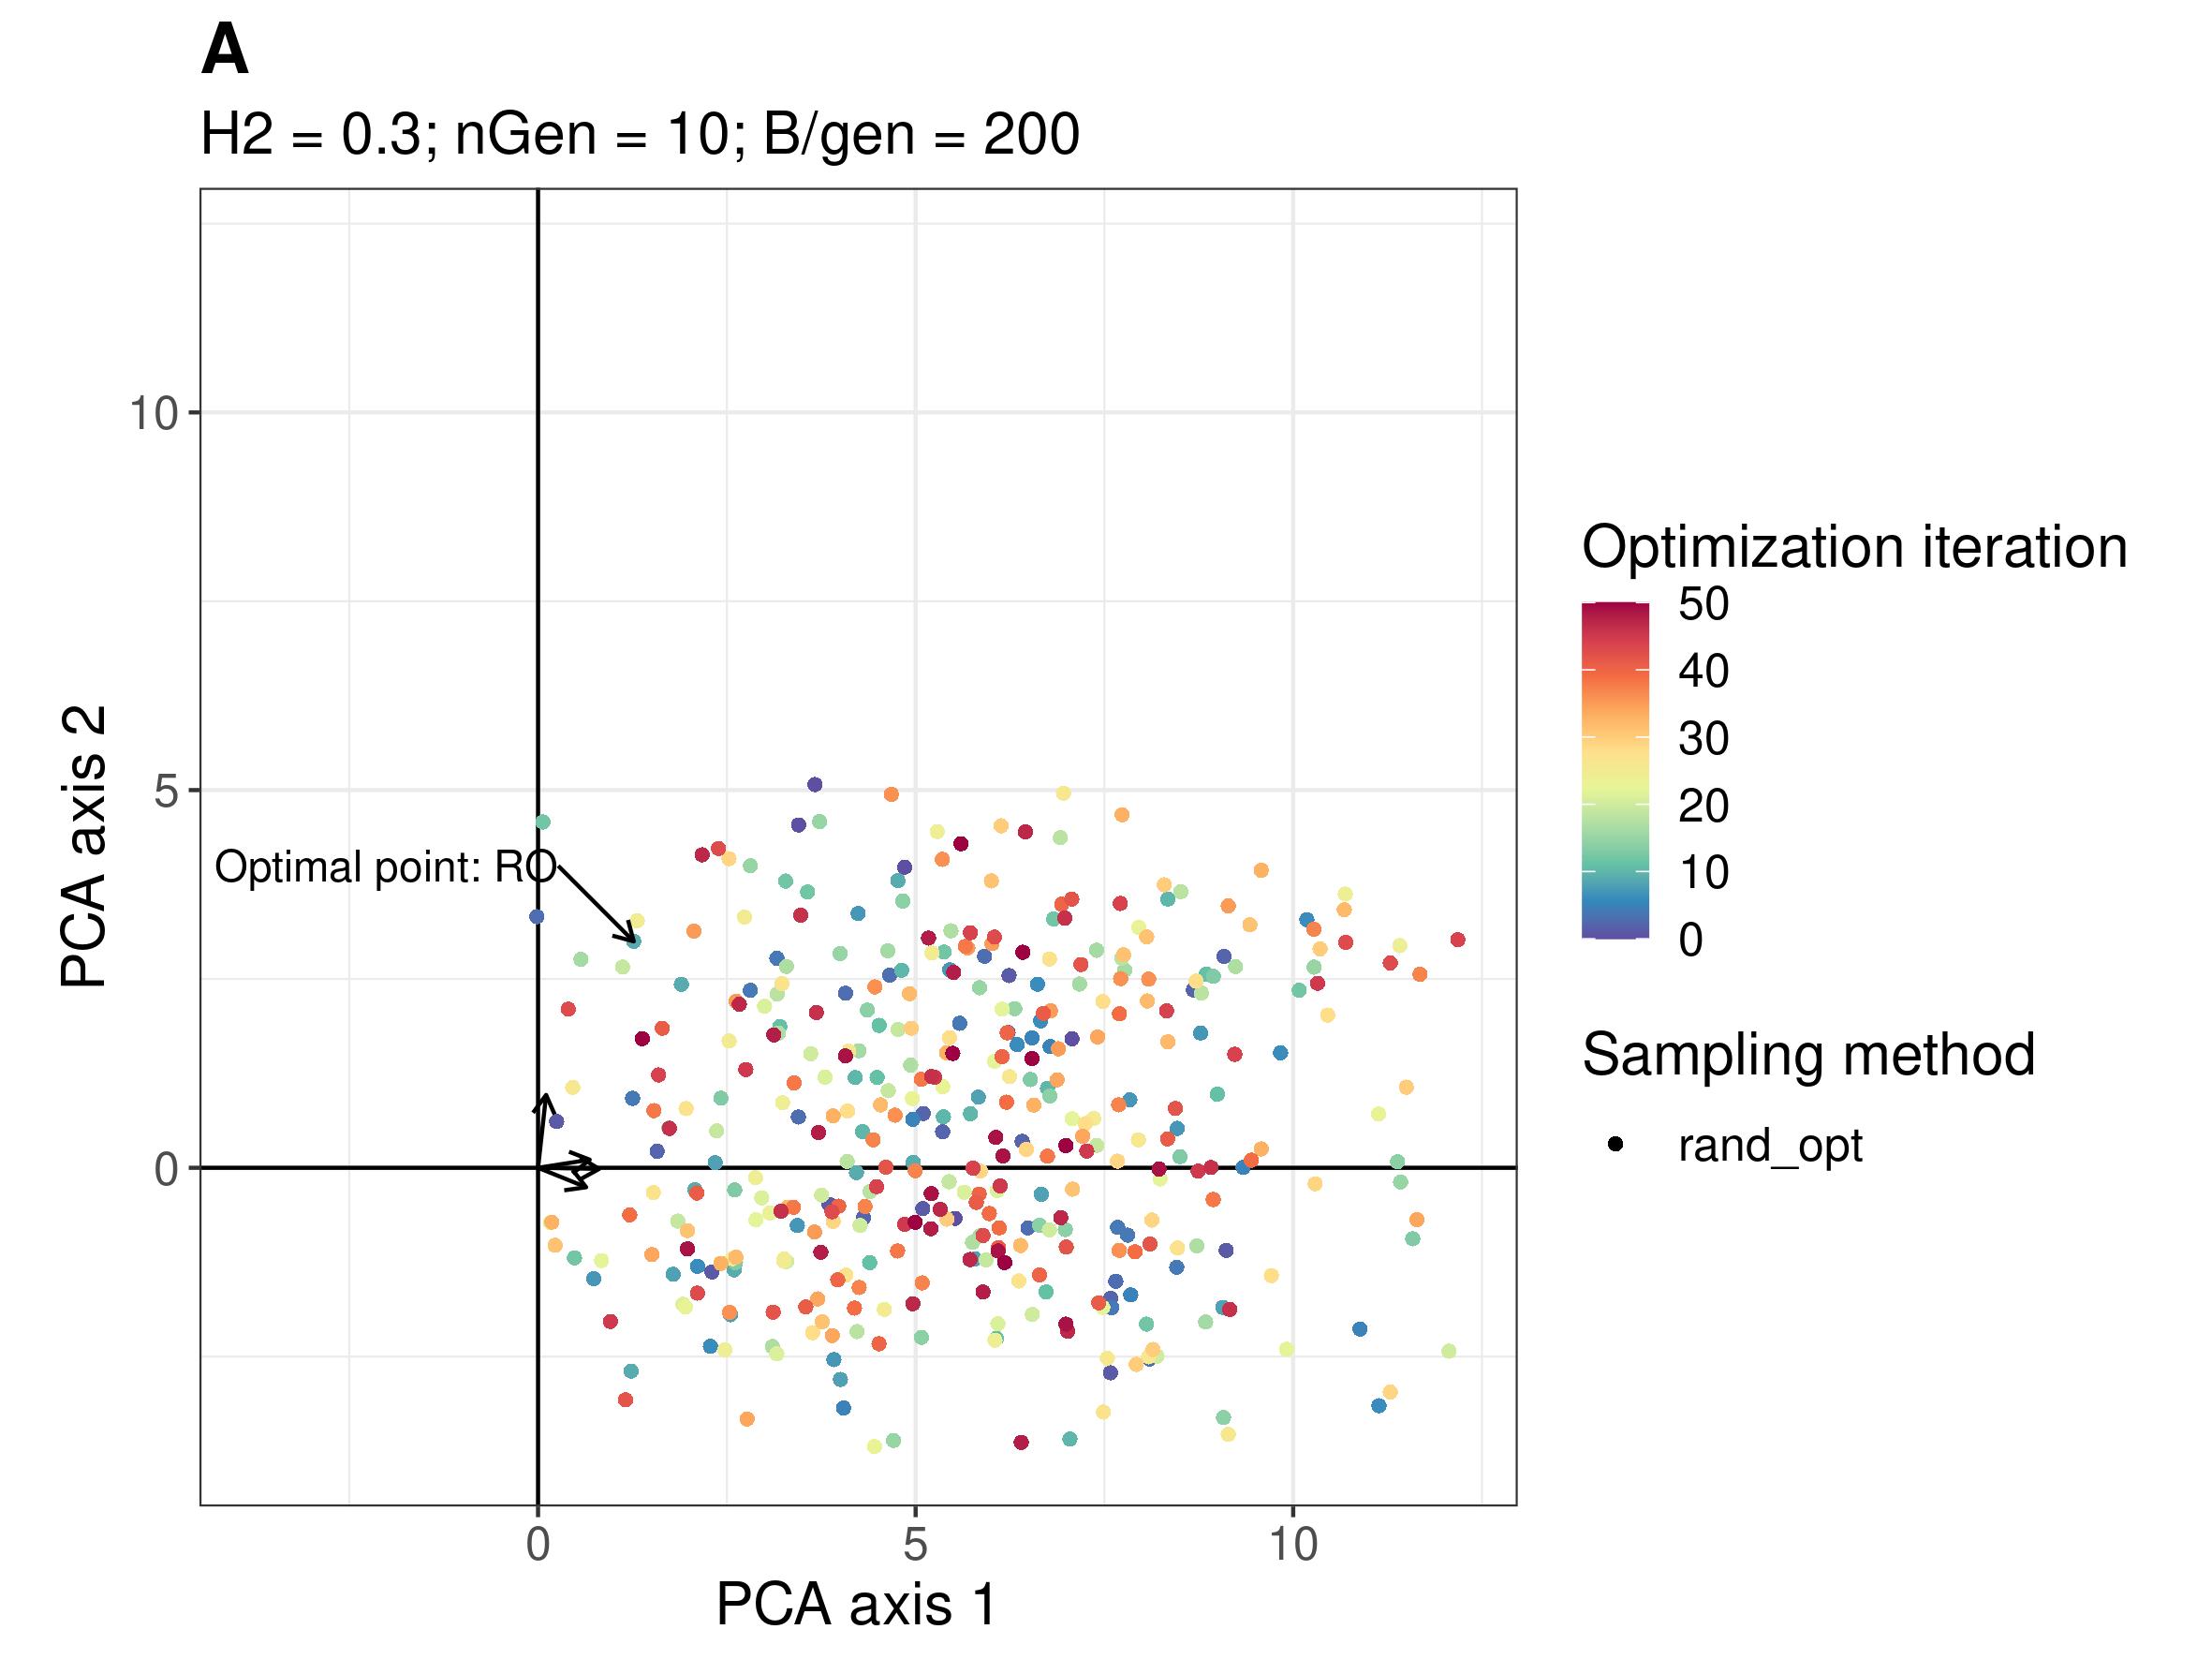 A
H2 = 0.3; nGen = 10; B/gen = 200
PCA axis 2
10
5
0
Optimal point: RO
0
5
10
PCA axis 1
Optimization iteration
50
40
30
20
10
0
Sampling method
rand_opt